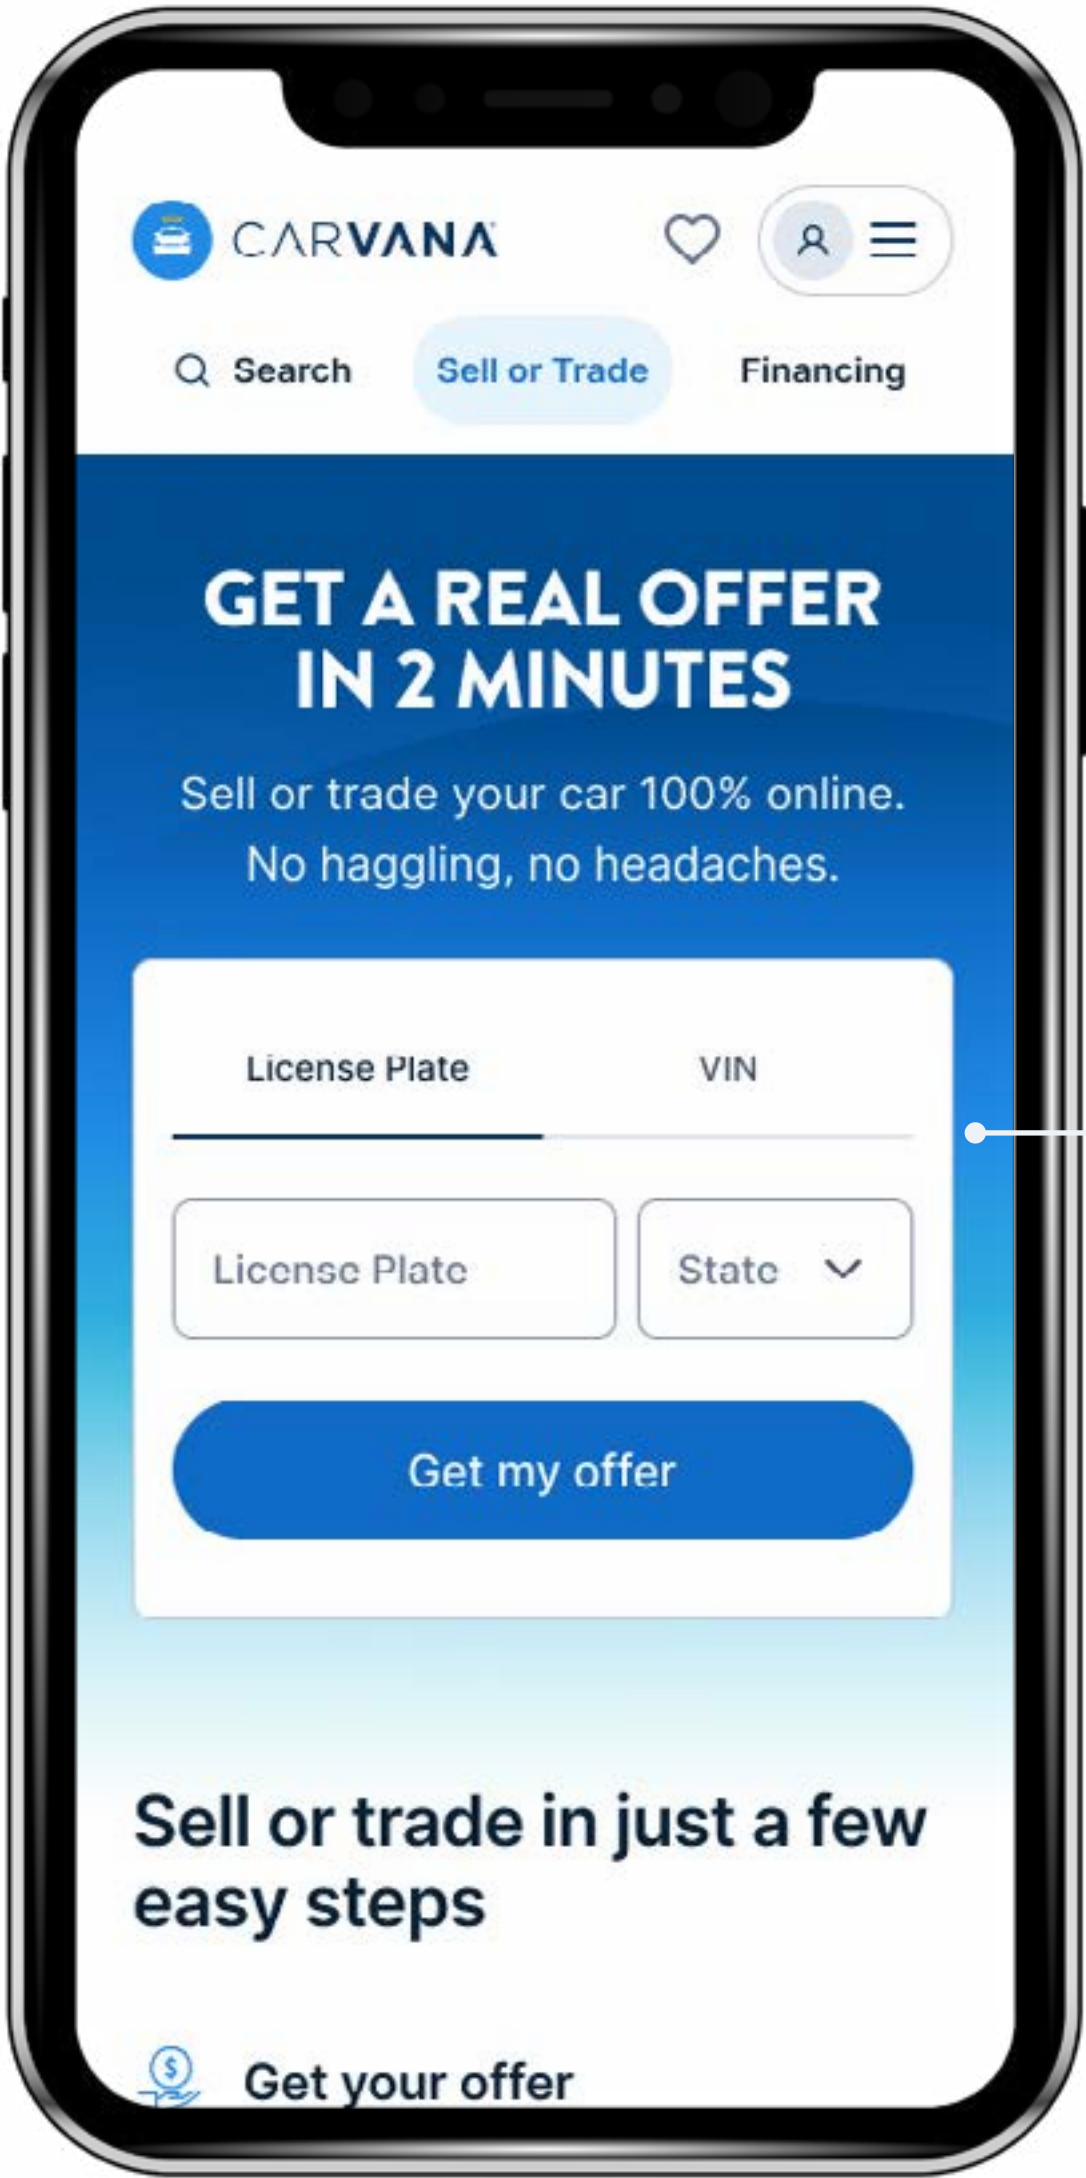 CARVANA
Search Sell or Trade Financing
GET A REAL OFFER
IN 2 MINUTES
Sell or trade your car 100% online.
No haggling, no headaches.
License Plate VIN
License Plate State
Get my offer
Sell or trade in just a few
easy steps
$
Get your offer